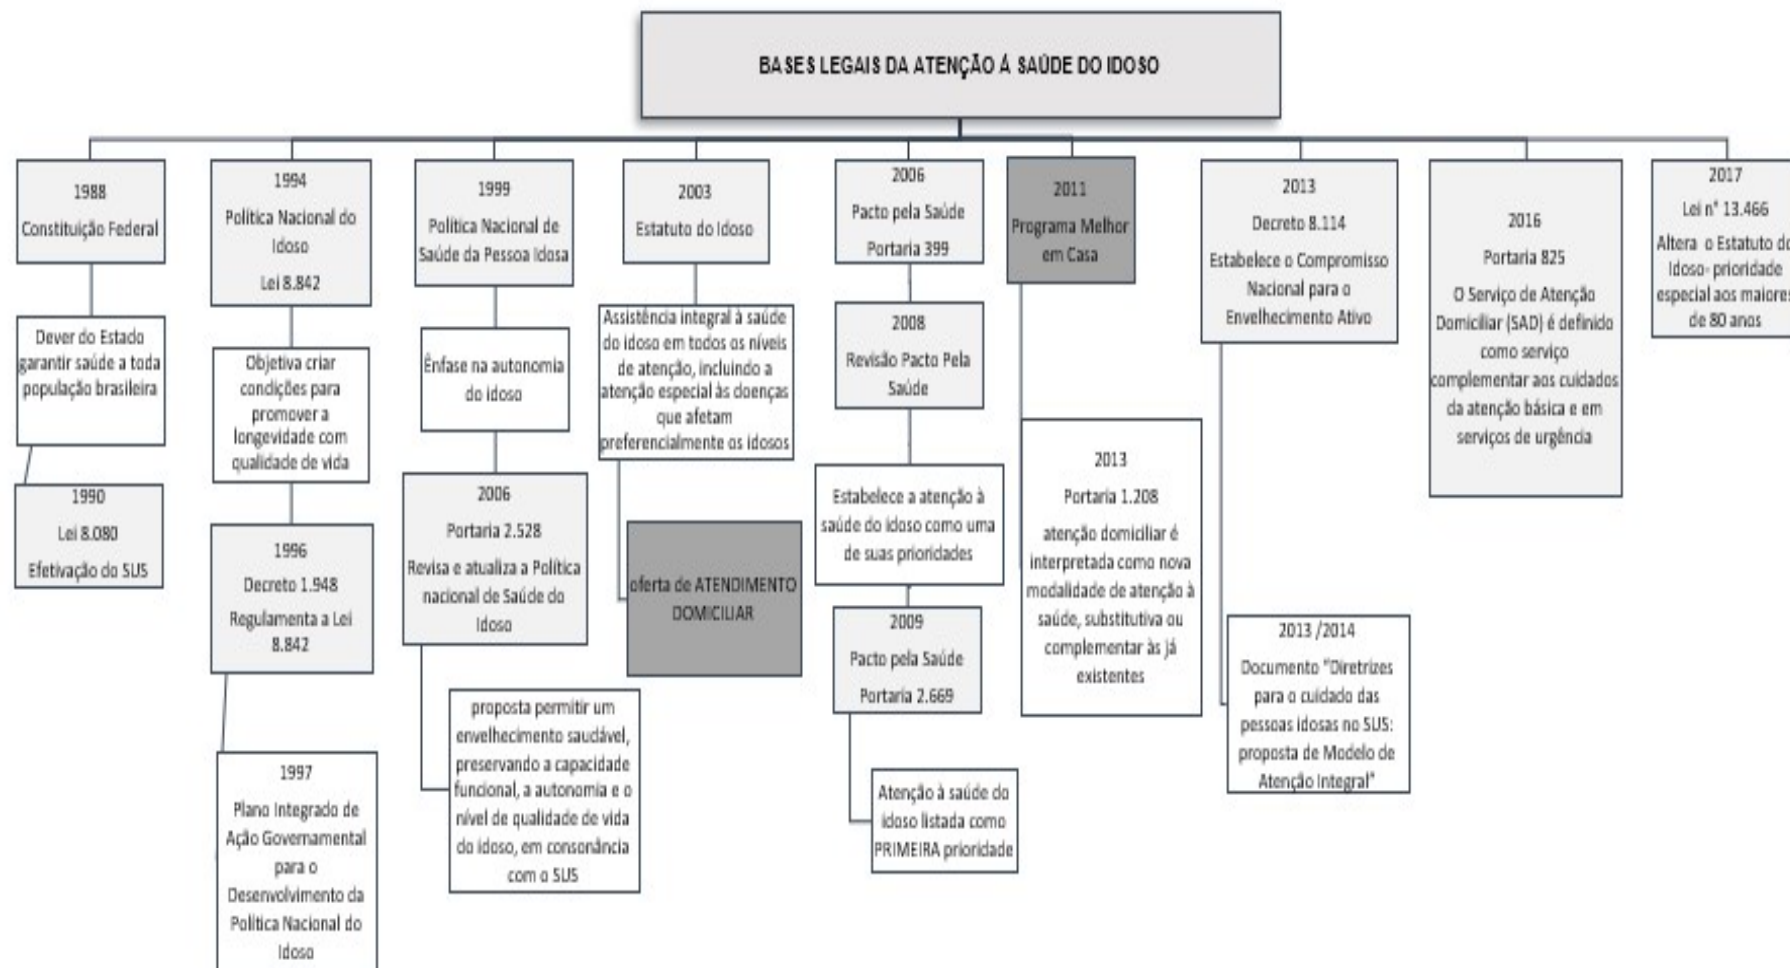 BASES LEGAIS DA ATENÇÃO Á SAÚDE DO IDOSO
1988
Constituição Federal
Dever do Estado
garantir saúde a toda
população brasileira
1990
Lei 8.080
Efetivação do SUS
1994
Política Nacional do
Idoso
Lei 8.842
Objetiva criar
condições para
promover a
longevidade com
qualidade de vida
1996
Decreto 1.948
Regulamenta a Lei
8.842
1997
Plano Integrado de
Ação Governamental
para o
Desenvolvimento da
Política Nacional do
Idoso
1999
Política Nacional de
Saúde da Pessoa Idosa
Ênfase na autonomia
do idoso
2006
Portaria 2.528
Revisa e atualiza a Política
nacional de Saúde do
Idoso
proposta permitir um
envelhecimento saudável,
preservando a capacidade
funcional, a autonomia e o
nível de qualidade de vida
do idoso, em consonância
com o SUS
2003
Estatuto do Idoso
Assistência integral à saúde
do idoso em todos os níveis
de atenção, incluindo a
atenção especial às doenças
que afetam
preferencialmente os idosos
oferta de ATENDIMENTO
DOMICILIAR
2006
Pacto pela Saúde
Portaria 399
2008
Revisão Pacto Pela
Saúde
Estabelece a atenção à
saúde do idoso como uma
de suas prioridades
2009
Pacto pela Saúde
Portaria 2.669
Atenção à saúde do
idoso listada como
PRIMEIRA prioridade
2011
Programa Melhor
em Casa
2013
Portaria 1.208
atenção domiciliar é
interpretada como nova
modalidade de atenção à
saúde, substitutiva ou
complementar às já
existentes
2013
Decreto 8.114
Estabelece o Compromisso
Nacional para o
Envelhecimento Ativo
2013 /2014
Documento "Diretrizes
para o cuidado das
pessoas idosas no SUS:
proposta de Modelo de
Atenção Integral"
2016
Portaria 825
O Serviço de Atenção
Domiciliar (SAD) é definido
como serviço
complementar aos cuidados
da atenção básica e em
serviços de urgência
2017
Lei n° 13.466
Altera o Estatuto do
Idoso- prioridade
especial aos maiores
de 80 anos